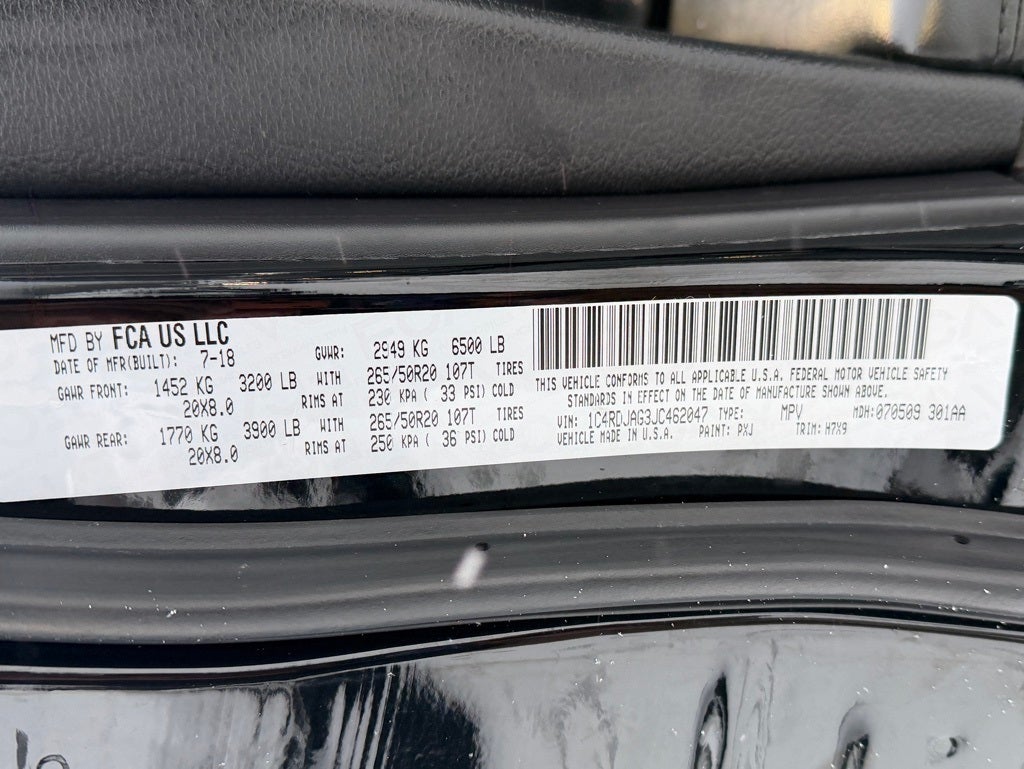 MFD BY FCA US LLC
DATE OF MFR(BUILT): 7-18 GVWR: 2949 KG 6500 LB
GAWR FRONT: 1452 KG 3200 LB WITH 265/50R20 107T TIRES
20X8.0 RIMS AT 230 KPA ( 33 PSI) COLD
GAWR REAR: 1770 KG 3900 LB WITH 265/50R20 107T TIRES
20X8.0 RIMS AT 250 KPA ( 36 PSI) COLD
THIS VEHICLE CONFORMS TO ALL APPLICABLE U.S.A. FEDERAL MOTOR VEHICLE SAFETY
STANDARDS IN EFFECT ON THE DATE OF MANUFACTURE SHOWN ABOVE.
VIN: 1C4RDJAG3JC462047 TYPE: MPV MDH: 070509 301AA
VEHICLE MADE IN U.S.A. PAINT: PXJ TRIM: H7X9